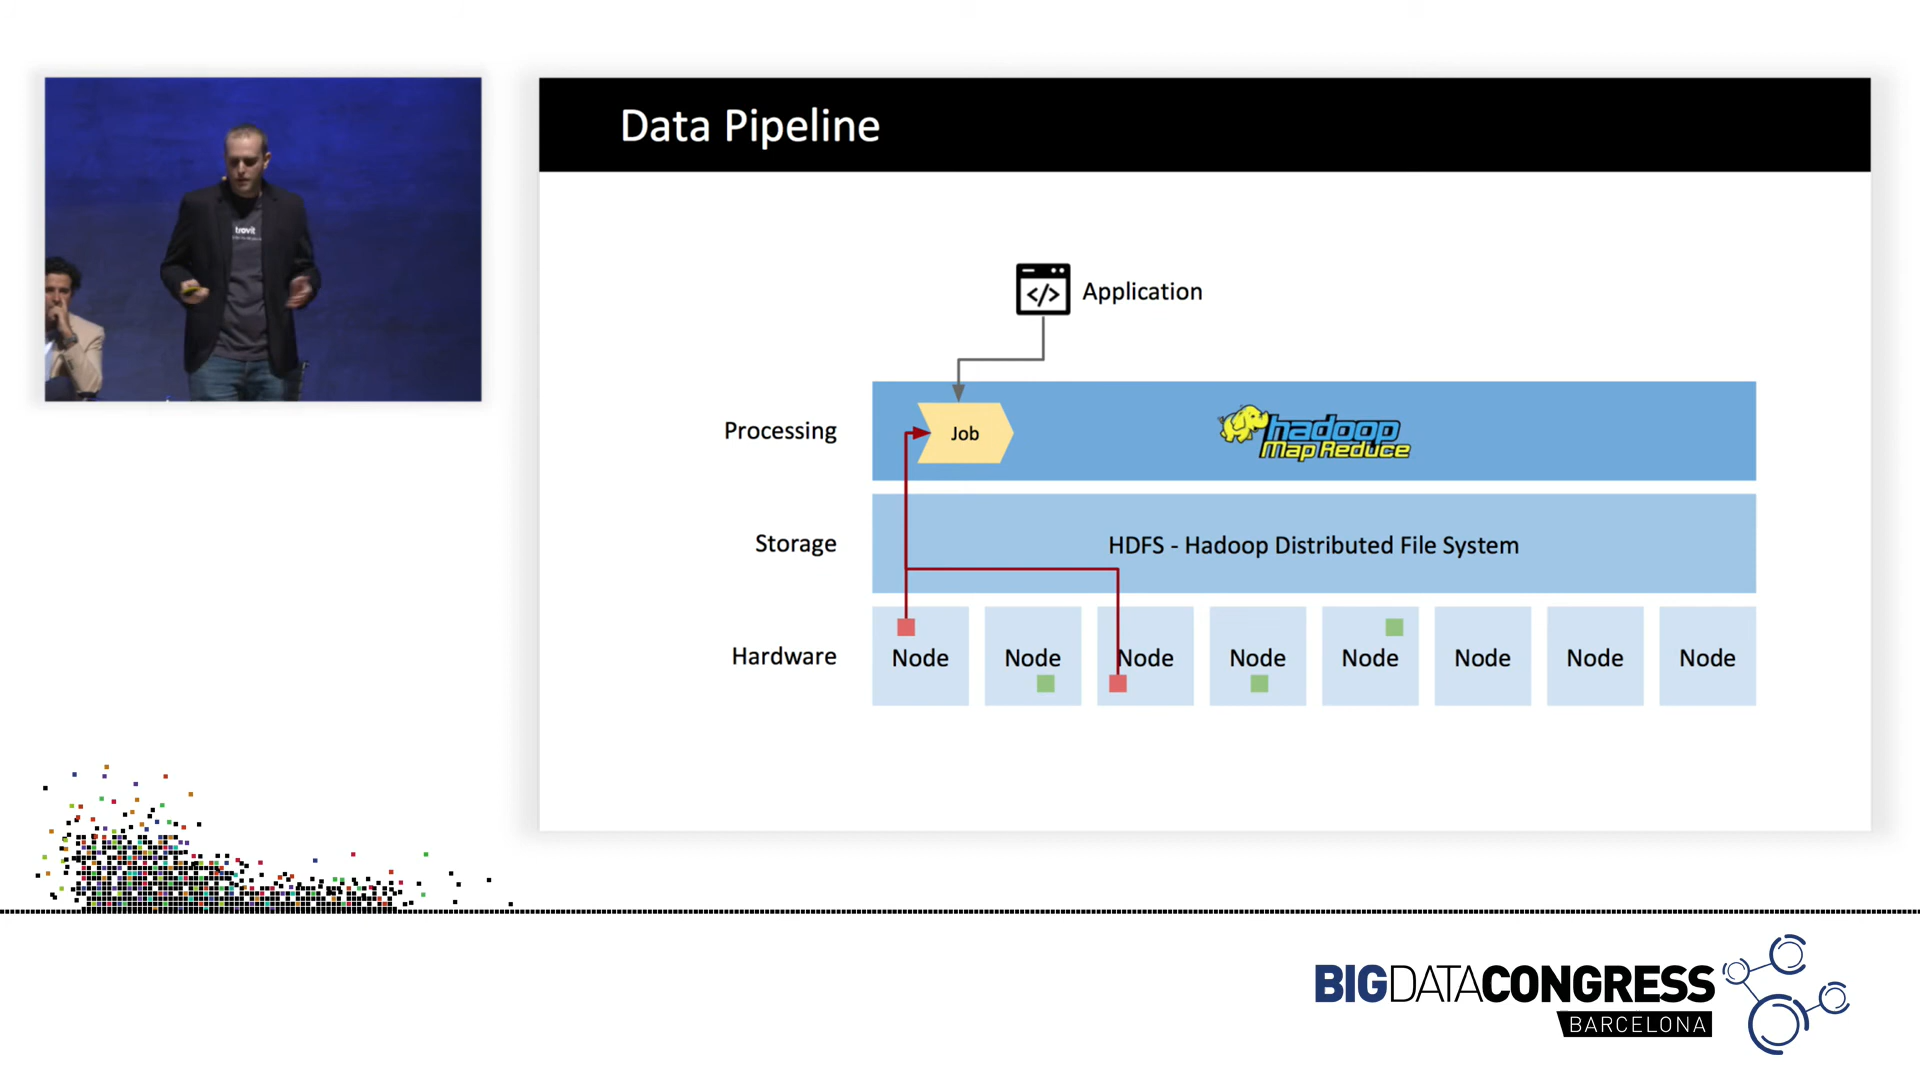 trovit
Data Pipeline
</>
Application
Processing
Job
hadoop
Map Reduce
Storage
HDFS - Hadoop Distributed File System
Hardware
Node
Node
Node
Node
Node
Node
Node
Node
BIGDATACONGRESS
BARCELONA